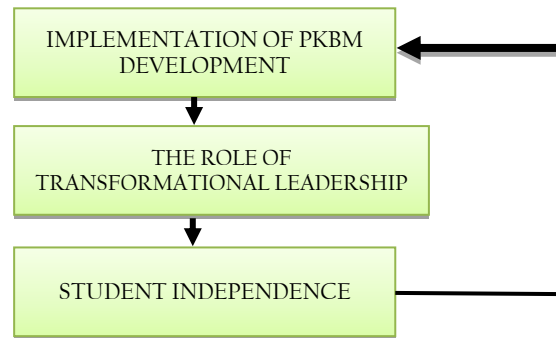 IMPLEMENTATION OF PKBM
DEVELOPMENT
THE ROLE OF
TRANSFORMATIONAL LEADERSHIP
STUDENT INDEPENDENCE